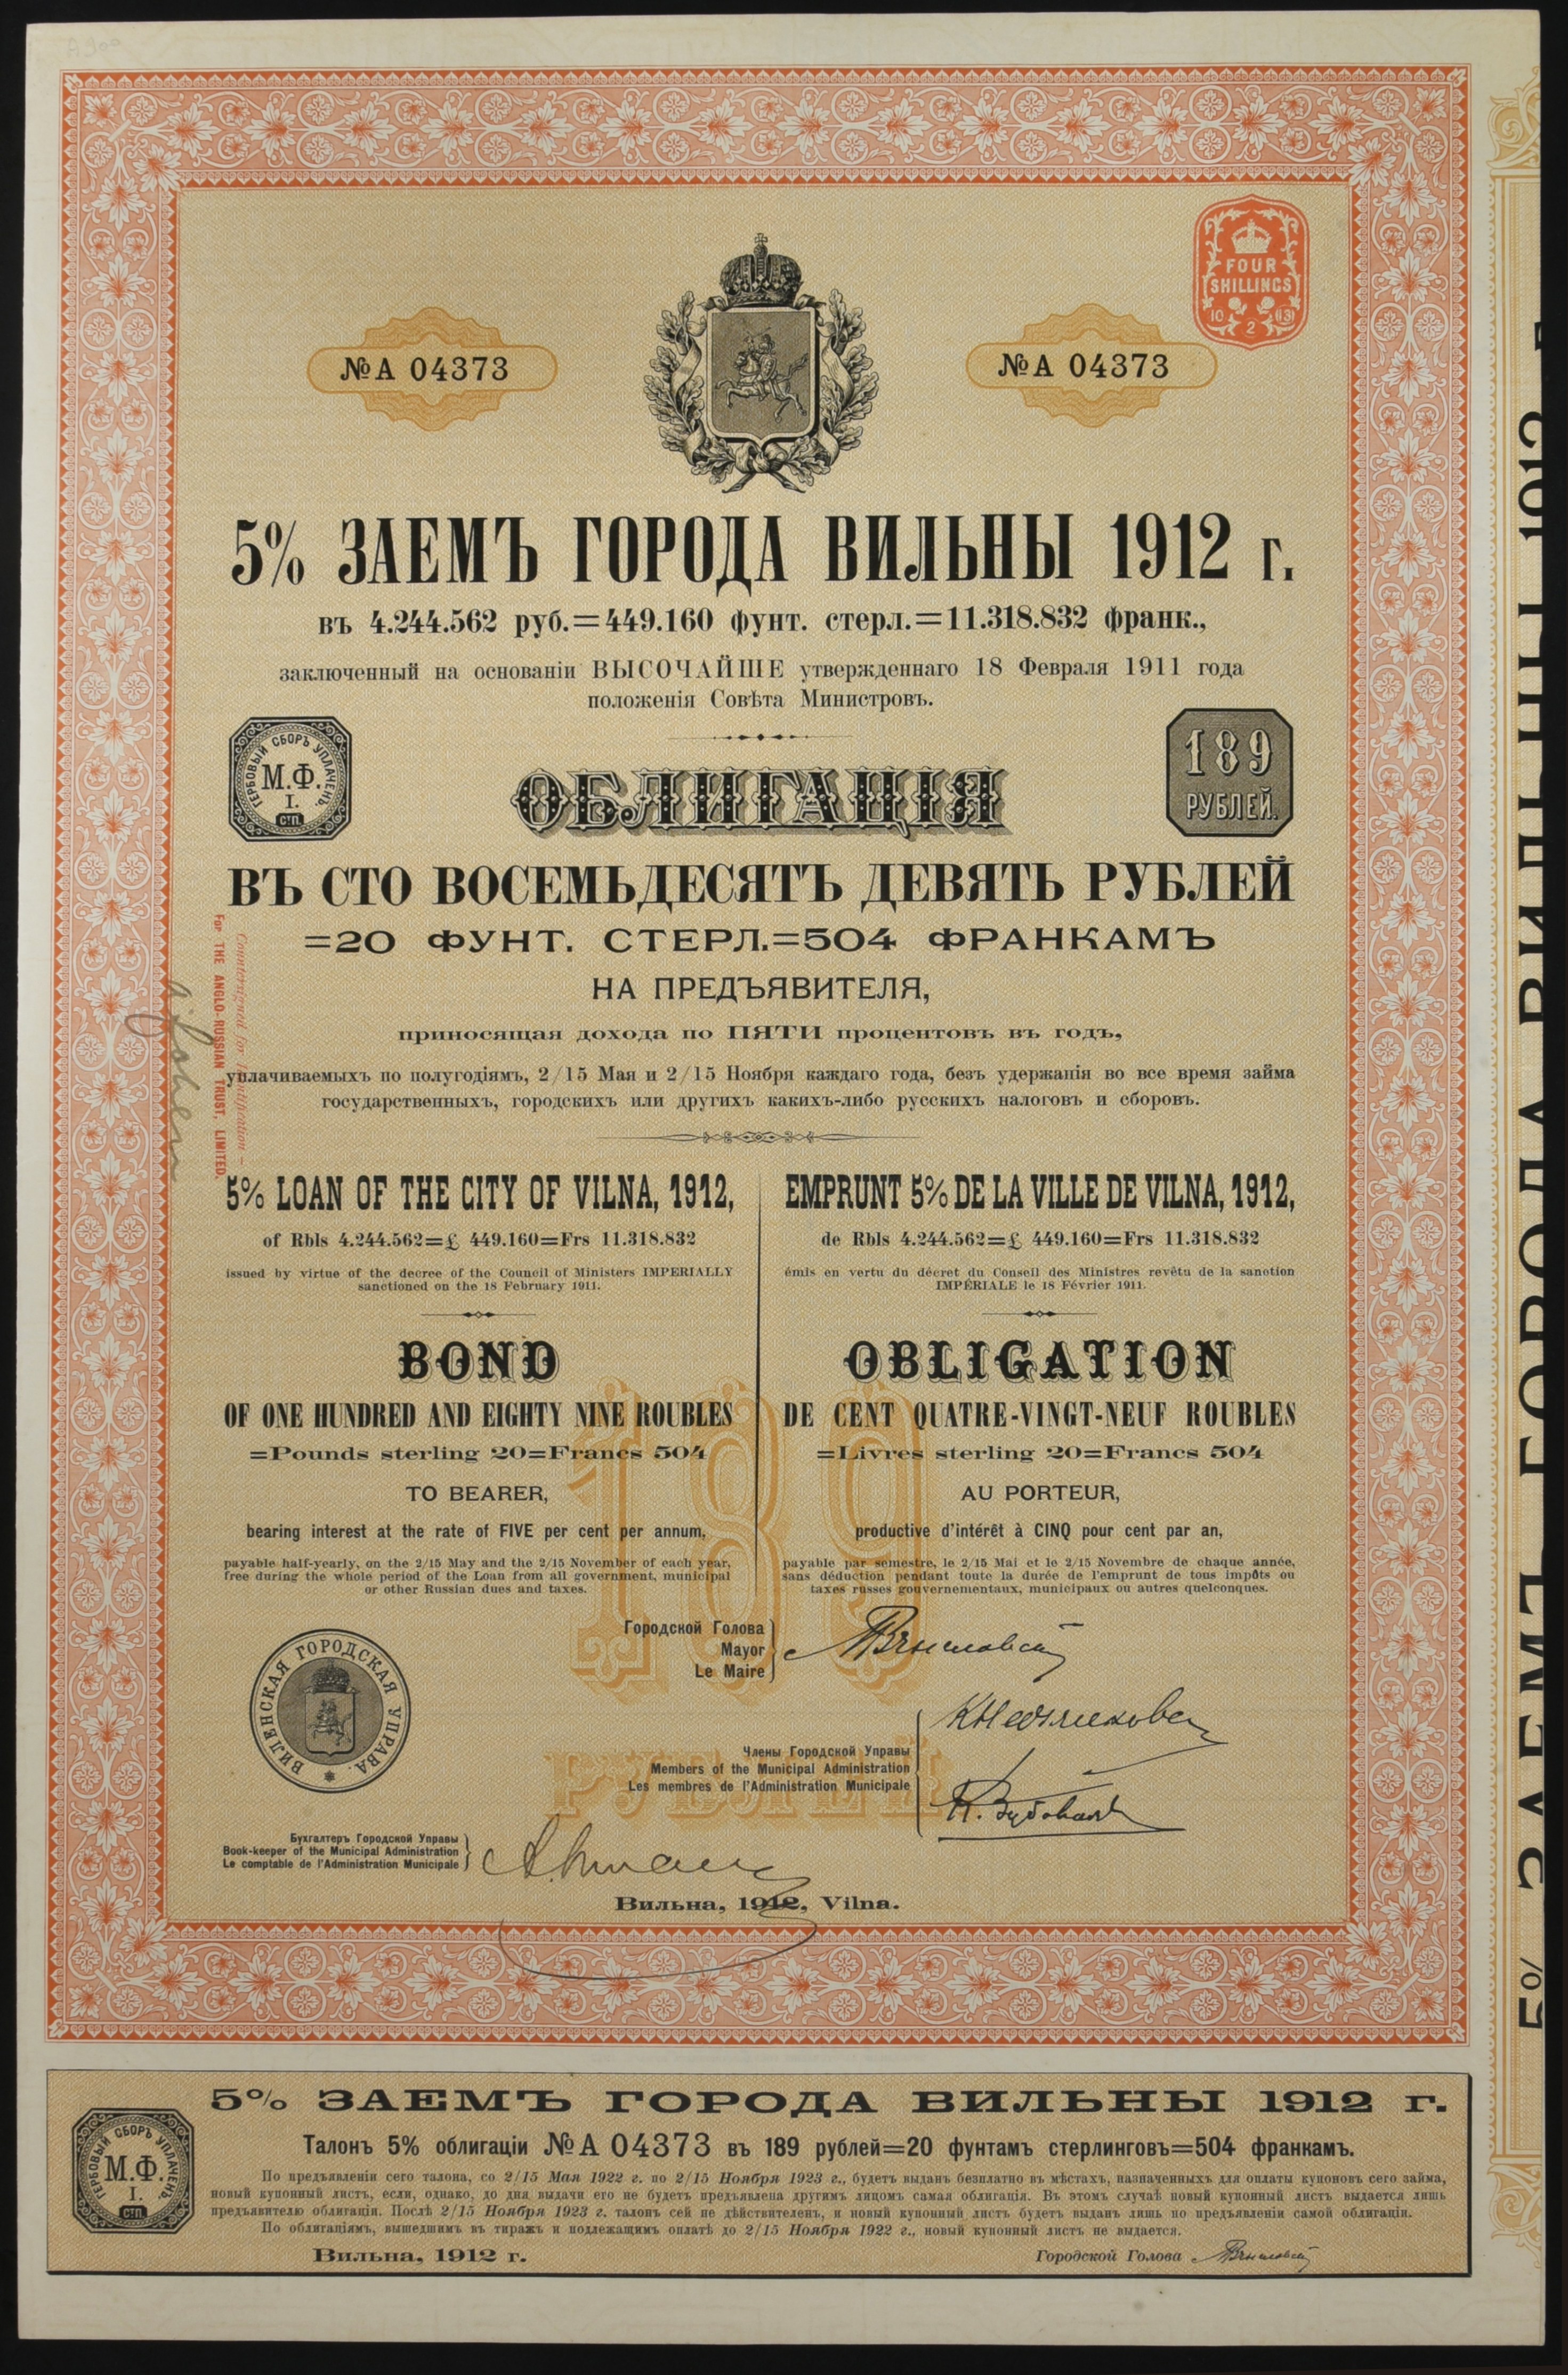 FOUR
SHILLINGS
10 2 13
№ А 04373
№ А 04373
5% ЗАЕМЪ ГОРОДА ВИЛЬНЫ 1912 г.
въ 4.244.562 руб.=449.160 фунт. стерл.=11.318.832 франк.,
заключенный на основаніи ВЫСОЧАЙШЕ утвержденнаго 18 Февраля 1911 года
положенія Совѣта Министровъ.
ГЕРБОВЫЙ СБОРЪ УПЛАЧЕНЪ.
М.Ф.
I.
СТП.
189
РУБЛЕЙ.
ОБЛИГАЦІЯ
ВЪ СТО ВОСЕМЬДЕСЯТЪ ДЕВЯТЬ РУБЛЕЙ
=20 ФУНТ. СТЕРЛ.=504 ФРАНКАМЪ
НА ПРЕДЪЯВИТЕЛЯ,
приносящая дохода по ПЯТИ процентовъ въ годъ,
уплачиваемыхъ по полугодіямъ, 2/15 Мая и 2/15 Ноября каждаго года, безъ удержанія во все время займа
государственныхъ, городскихъ или другихъ какихъ-либо русскихъ налоговъ и сборовъ.
Countersigned for identification –
For THE ANGLO-RUSSIAN TRUST, LIMITED.
5% LOAN OF THE CITY OF VILNA, 1912,
of Rbls 4.244.562=£ 449.160=Frs 11.318.832
issued by virtue of the decree of the Council of Ministers IMPERIALLY
sanctioned on the 18 February 1911.
BOND
OF ONE HUNDRED AND EIGHTY NINE ROUBLES
=Pounds sterling 20=Francs 504
TO BEARER,
bearing interest at the rate of FIVE per cent per annum,
payable half-yearly, on the 2/15 May and the 2/15 November of each year,
free during the whole period of the Loan from all government, municipal
or other Russian dues and taxes.
EMPRUNT 5% DE LA VILLE DE VILNA, 1912,
de Rbls 4.244.562=£ 449.160=Frs 11.318.832
émis en vertu du décret du Conseil des Ministres revêtu de la sanction
IMPÉRIALE le 18 Février 1911.
OBLIGATION
DE CENT QUATRE-VINGT-NEUF ROUBLES
=Livres sterling 20=Francs 504
AU PORTEUR,
productive d'intérêt à CINQ pour cent par an,
payable par semestre, le 2/15 Mai et le 2/15 Novembre de chaque année,
sans déduction pendant toute la durée de l'emprunt de tous impôts ou
taxes russes gouvernementaux, municipaux ou autres quelconques.
189
РУБЛЕЙ
Городской Голова
Mayor
Le Maire
ВИЛЕНСКАЯ ГОРОДСКАЯ УПРАВА.
Члены Городской Управы
Members of the Municipal Administration
Les membres de l'Administration Municipale
Бухгалтеръ Городской Управы
Book-keeper of the Municipal Administration
Le comptable de l'Administration Municipale
Вильна, 1912, Vilna.
5% ЗАЕМЪ ГОРОДА ВИЛЬНЫ 1912 г.
ГЕРБОВЫЙ СБОРЪ УПЛАЧЕНЪ.
М.Ф.
I.
СТП.
Талонъ 5% облигаціи № А 04373 въ 189 рублей=20 фунтамъ стерлинговъ=504 франкамъ.
По предъявленіи сего талона, со 2/15 Мая 1922 г. по 2/15 Ноября 1923 г., будетъ выданъ безплатно въ мѣстахъ, назначенныхъ для оплаты купоновъ сего займа,
новый купонный листъ, если, однако, до дня выдачи его не будетъ предъявлена другимъ лицомъ самая облигація. Въ этомъ случаѣ новый купонный листъ выдается лишь
предъявителю облигаціи. Послѣ 2/15 Ноября 1923 г. талонъ сей не дѣйствителенъ, и новый купонный листъ будетъ выданъ лишь по предъявленіи самой облигаціи.
По облигаціямъ, вышедшимъ въ тиражъ и подлежащимъ оплатѣ до 2/15 Ноября 1922 г., новый купонный листъ не выдается.
Вильна, 1912 г.
Городской Голова